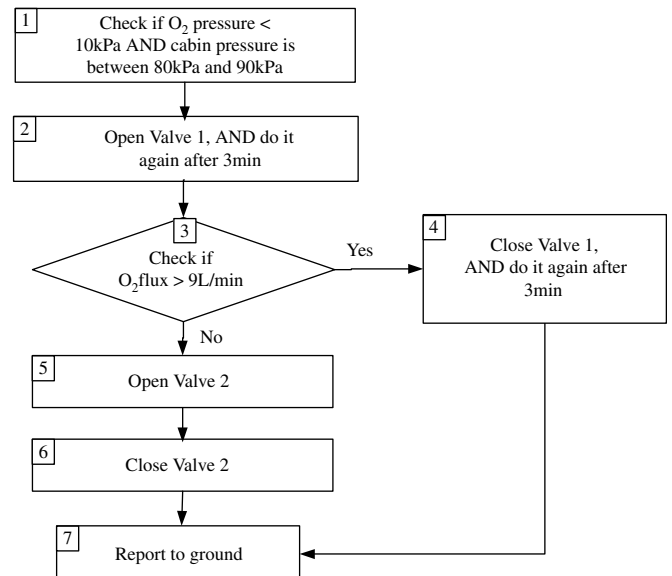 1
Check if O₂ pressure <
10kPa AND cabin pressure is
between 80kPa and 90kPa
2
Open Valve 1, AND do it
again after 3min
3
Check if
O₂flux > 9L/min
Yes
4
Close Valve 1,
AND do it again after
3min
No
5
Open Valve 2
6
Close Valve 2
7
Report to ground